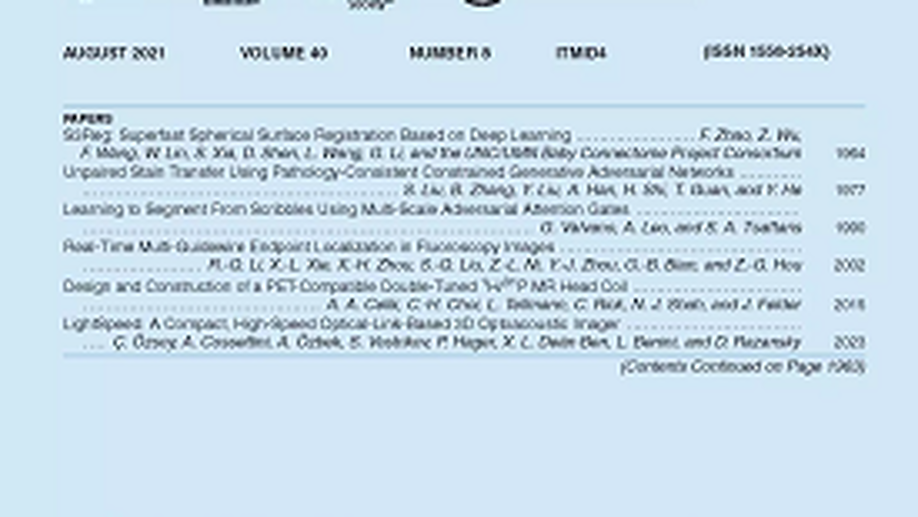 Society
AUGUST 2021 VOLUME 40 NUMBER 8 ITMID4 (ISSN 1558-254X)
PAPERS
S3Reg: Superfast Spherical Surface Registration Based on Deep Learning ........................ F. Zhao, Z. Wu,
F. Wang, W. Lin, S. Xia, D. Shen, L. Wang, G. Li, and the UNC/UMN Baby Connectome Project Consortium 1964
Unpaired Stain Transfer Using Pathology-Consistent Constrained Generative Adversarial Networks ..........
.................................................. S. Liu, B. Zhang, Y. Liu, A. Han, H. Shi, T. Guan, and Y. He 1977
Learning to Segment From Scribbles Using Multi-Scale Adversarial Attention Gates ..........................
...................................................................... G. Valvano, A. Leo, and S. A. Tsaftaris 1990
Real-Time Multi-Guidewire Endpoint Localization in Fluoroscopy Images ......................................
.................. R.-Q. Li, X.-L. Xie, X.-H. Zhou, S.-Q. Liu, Z.-L. Ni, Y.-J. Zhou, G.-B. Bian, and Z.-G. Hou 2002
Design and Construction of a PET-Compatible Double-Tuned 1H/31P MR Head Coil ..........................
...................................... A. A. Celik, C.-H. Choi, L. Tellmann, C. Rick, N. J. Shah, and J. Felder 2015
LightSpeed: A Compact, High-Speed Optical-Link-Based 3D Optoacoustic Imager ..........................
.... Ç. Özsoy, A. Cossettini, A. Özbek, S. Vostrikov, P. Hager, X. L. Deán-Ben, L. Benini, and D. Razansky 2023
(Contents Continued on Page 1963)